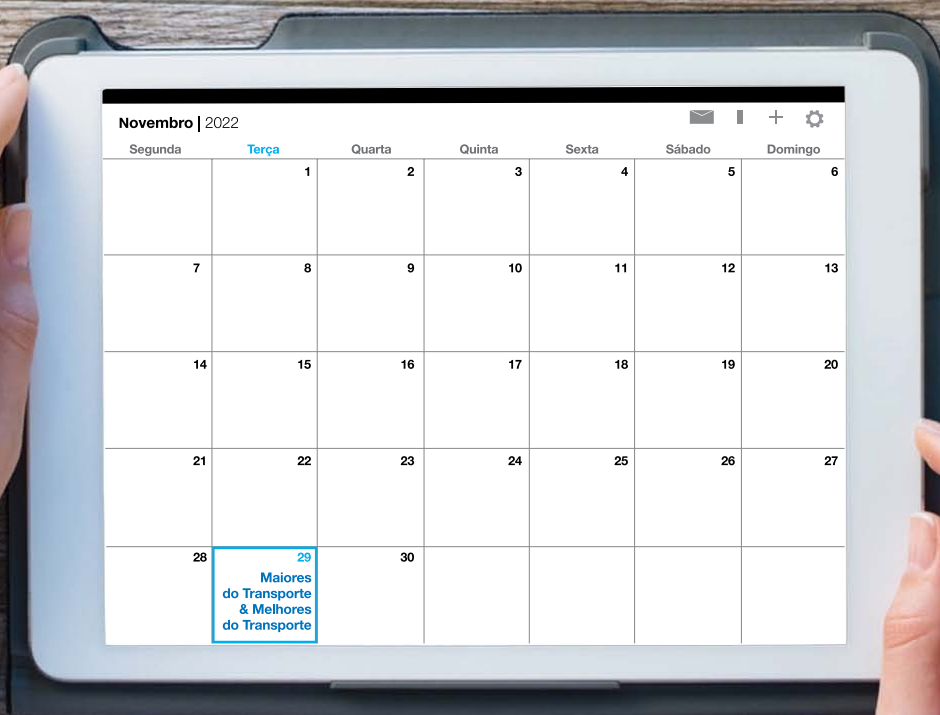 Novembro | 2022
Segunda Terça Quarta Quinta Sexta Sábado Domingo
1 2 3 4 5 6
7 8 9 10 11 12 13
14 15 16 17 18 19 20
21 22 23 24 25 26 27
28 29 30
Maiores
do Transporte
& Melhores
do Transporte